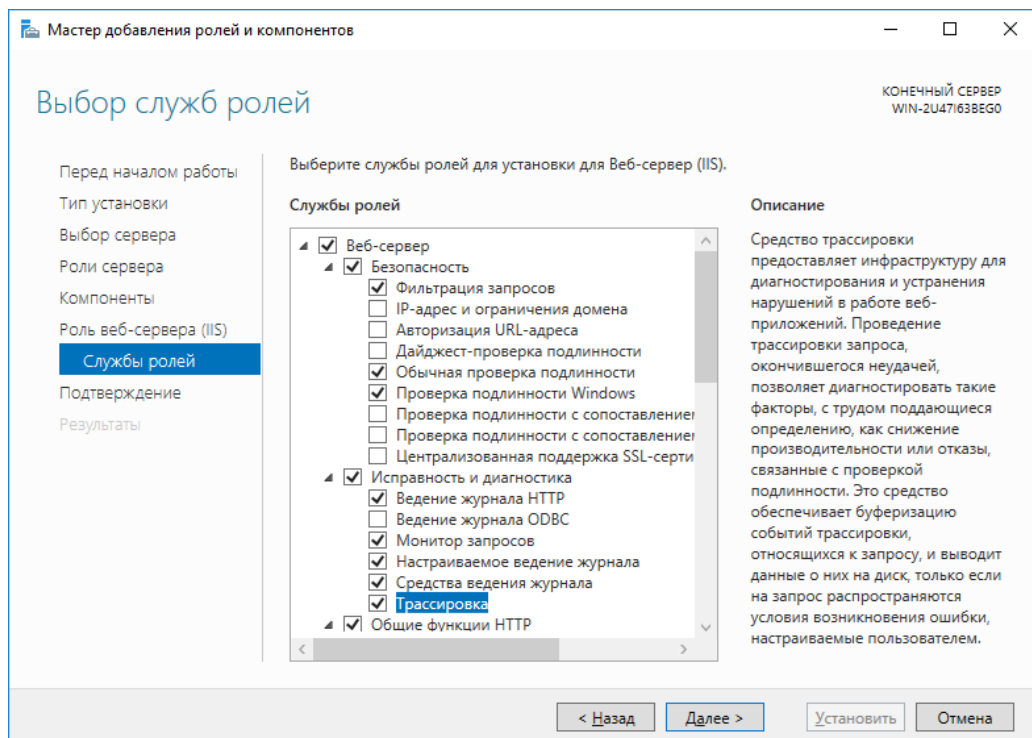 Мастер добавления ролей и компонентов
Выбор служб ролей
КОНЕЧНЫЙ СЕРВЕР
WIN-2U47I63BEG0
Перед началом работы
Тип установки
Выбор сервера
Роли сервера
Компоненты
Роль веб-сервера (IIS)
Службы ролей
Подтверждение
Результаты
Выберите службы ролей для установки для Веб-сервер (IIS).
Службы ролей
Веб-сервер
Безопасность
Фильтрация запросов
IP-адрес и ограничения домена
Авторизация URL-адреса
Дайджест-проверка подлинности
Обычная проверка подлинности
Проверка подлинности Windows
Проверка подлинности с сопоставлением
Проверка подлинности с сопоставлением
Централизованная поддержка SSL-серти
Исправность и диагностика
Ведение журнала HTTP
Ведение журнала ODBC
Монитор запросов
Настраиваемое ведение журнала
Средства ведения журнала
Трассировка
Общие функции HTTP
Описание
Средство трассировки
предоставляет инфраструктуру для
диагностирования и устранения
нарушений в работе веб-
приложений. Проведение
трассировки запроса,
окончившегося неудачей,
позволяет диагностировать такие
факторы, с трудом поддающиеся
определению, как снижение
производительности или отказы,
связанные с проверкой
подлинности. Это средство
обеспечивает буферизацию
событий трассировки,
относящихся к запросу, и выводит
данные о них на диск, только если
на запрос распространяются
условия возникновения ошибки,
настраиваемые пользователем.
< Назад
Далее >
Установить
Отмена